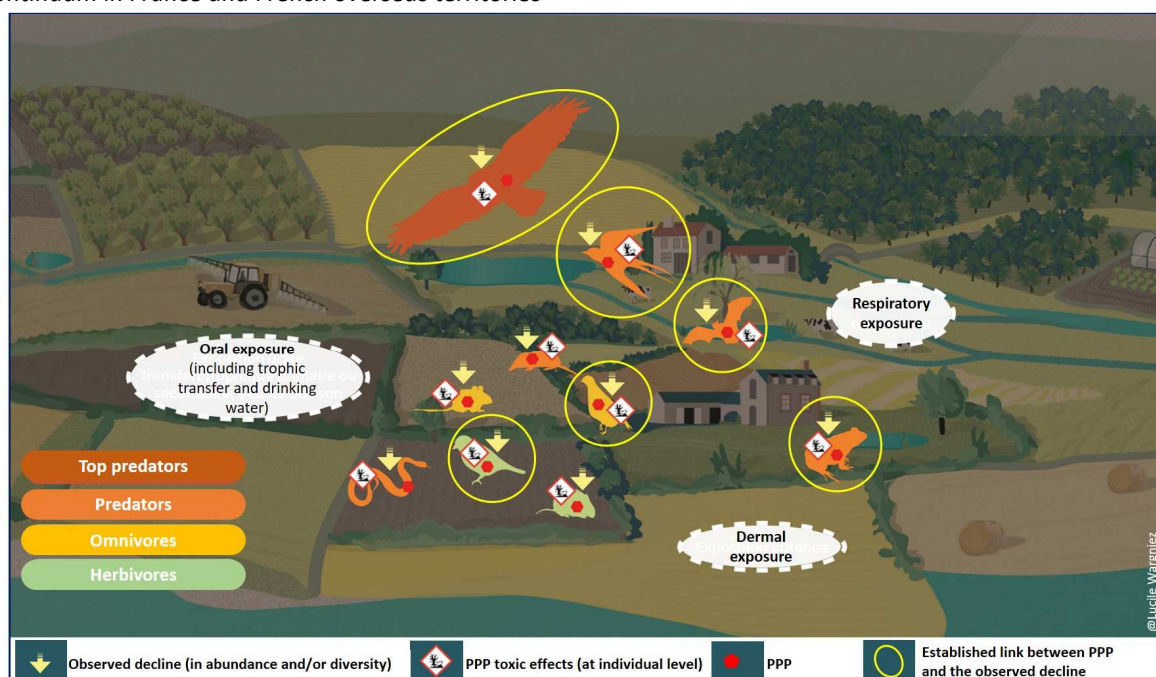 ontinuum in France and French overseas territories
Respiratory
exposure
Oral exposure
(including trophic
transfer and drinking
water)
Top predators
Predators
Omnivores
Herbivores
Dermal
exposure
@Lucile Wargniez
Observed decline (in abundance and/or diversity)
PPP toxic effects (at individual level)
PPP
Established link between PPP
and the observed decline